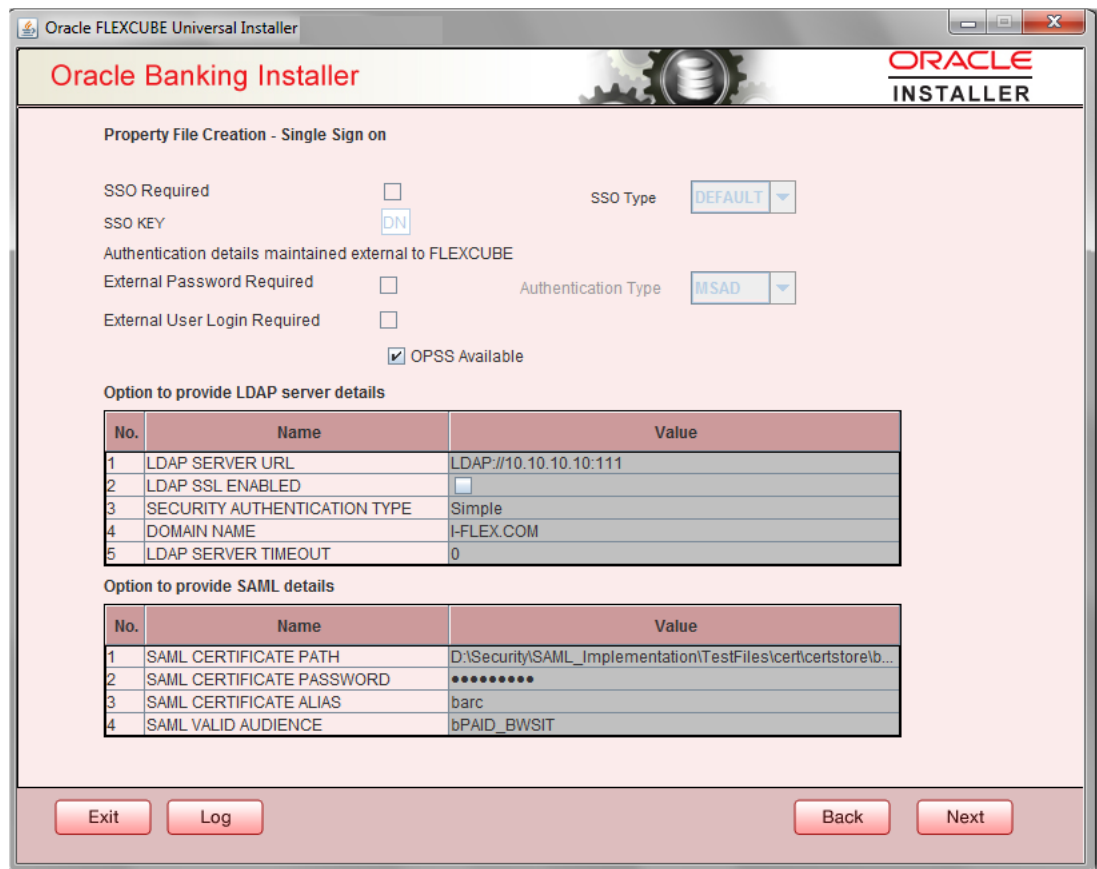 Oracle FLEXCUBE Universal Installer
Oracle Banking Installer
ORACLE
INSTALLER
Property File Creation - Single Sign on
SSO Required
SSO Type DEFAULT
SSO KEY DN
Authentication details maintained external to FLEXCUBE
External Password Required
Authentication Type MSAD
External User Login Required
OPSS Available
Option to provide LDAP server details
No. Name Value
1 LDAP SERVER URL LDAP://10.10.10.10:111
2 LDAP SSL ENABLED
3 SECURITY AUTHENTICATION TYPE Simple
4 DOMAIN NAME I-FLEX.COM
5 LDAP SERVER TIMEOUT 0
Option to provide SAML details
No. Name Value
1 SAML CERTIFICATE PATH D:\Security\SAML_Implementation\TestFiles\cert\certstore\b...
2 SAML CERTIFICATE PASSWORD •••••••••
3 SAML CERTIFICATE ALIAS barc
4 SAML VALID AUDIENCE bPAID_BWSIT
Exit Log Back Next